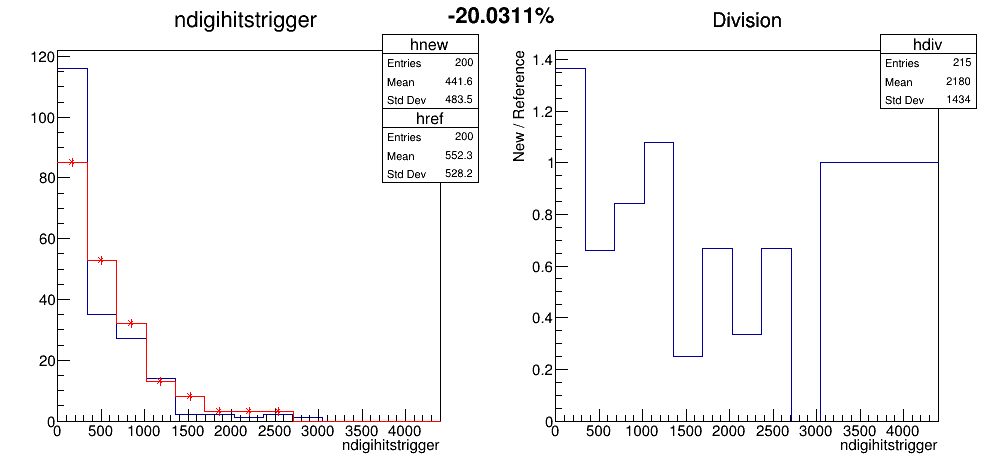 -20.0311%
ndigihitstrigger
hnew
Entries 200
Mean 441.6
Std Dev 483.5
href
Entries 200
Mean 552.3
Std Dev 528.2
120
100
80
60
40
20
0
0 500 1000 1500 2000 2500 3000 3500 4000
ndigihitstrigger
Division
hdiv
Entries 215
Mean 2180
Std Dev 1434
New / Reference
1.4
1.2
1
0.8
0.6
0.4
0.2
0
0 500 1000 1500 2000 2500 3000 3500 4000
ndigihitstrigger